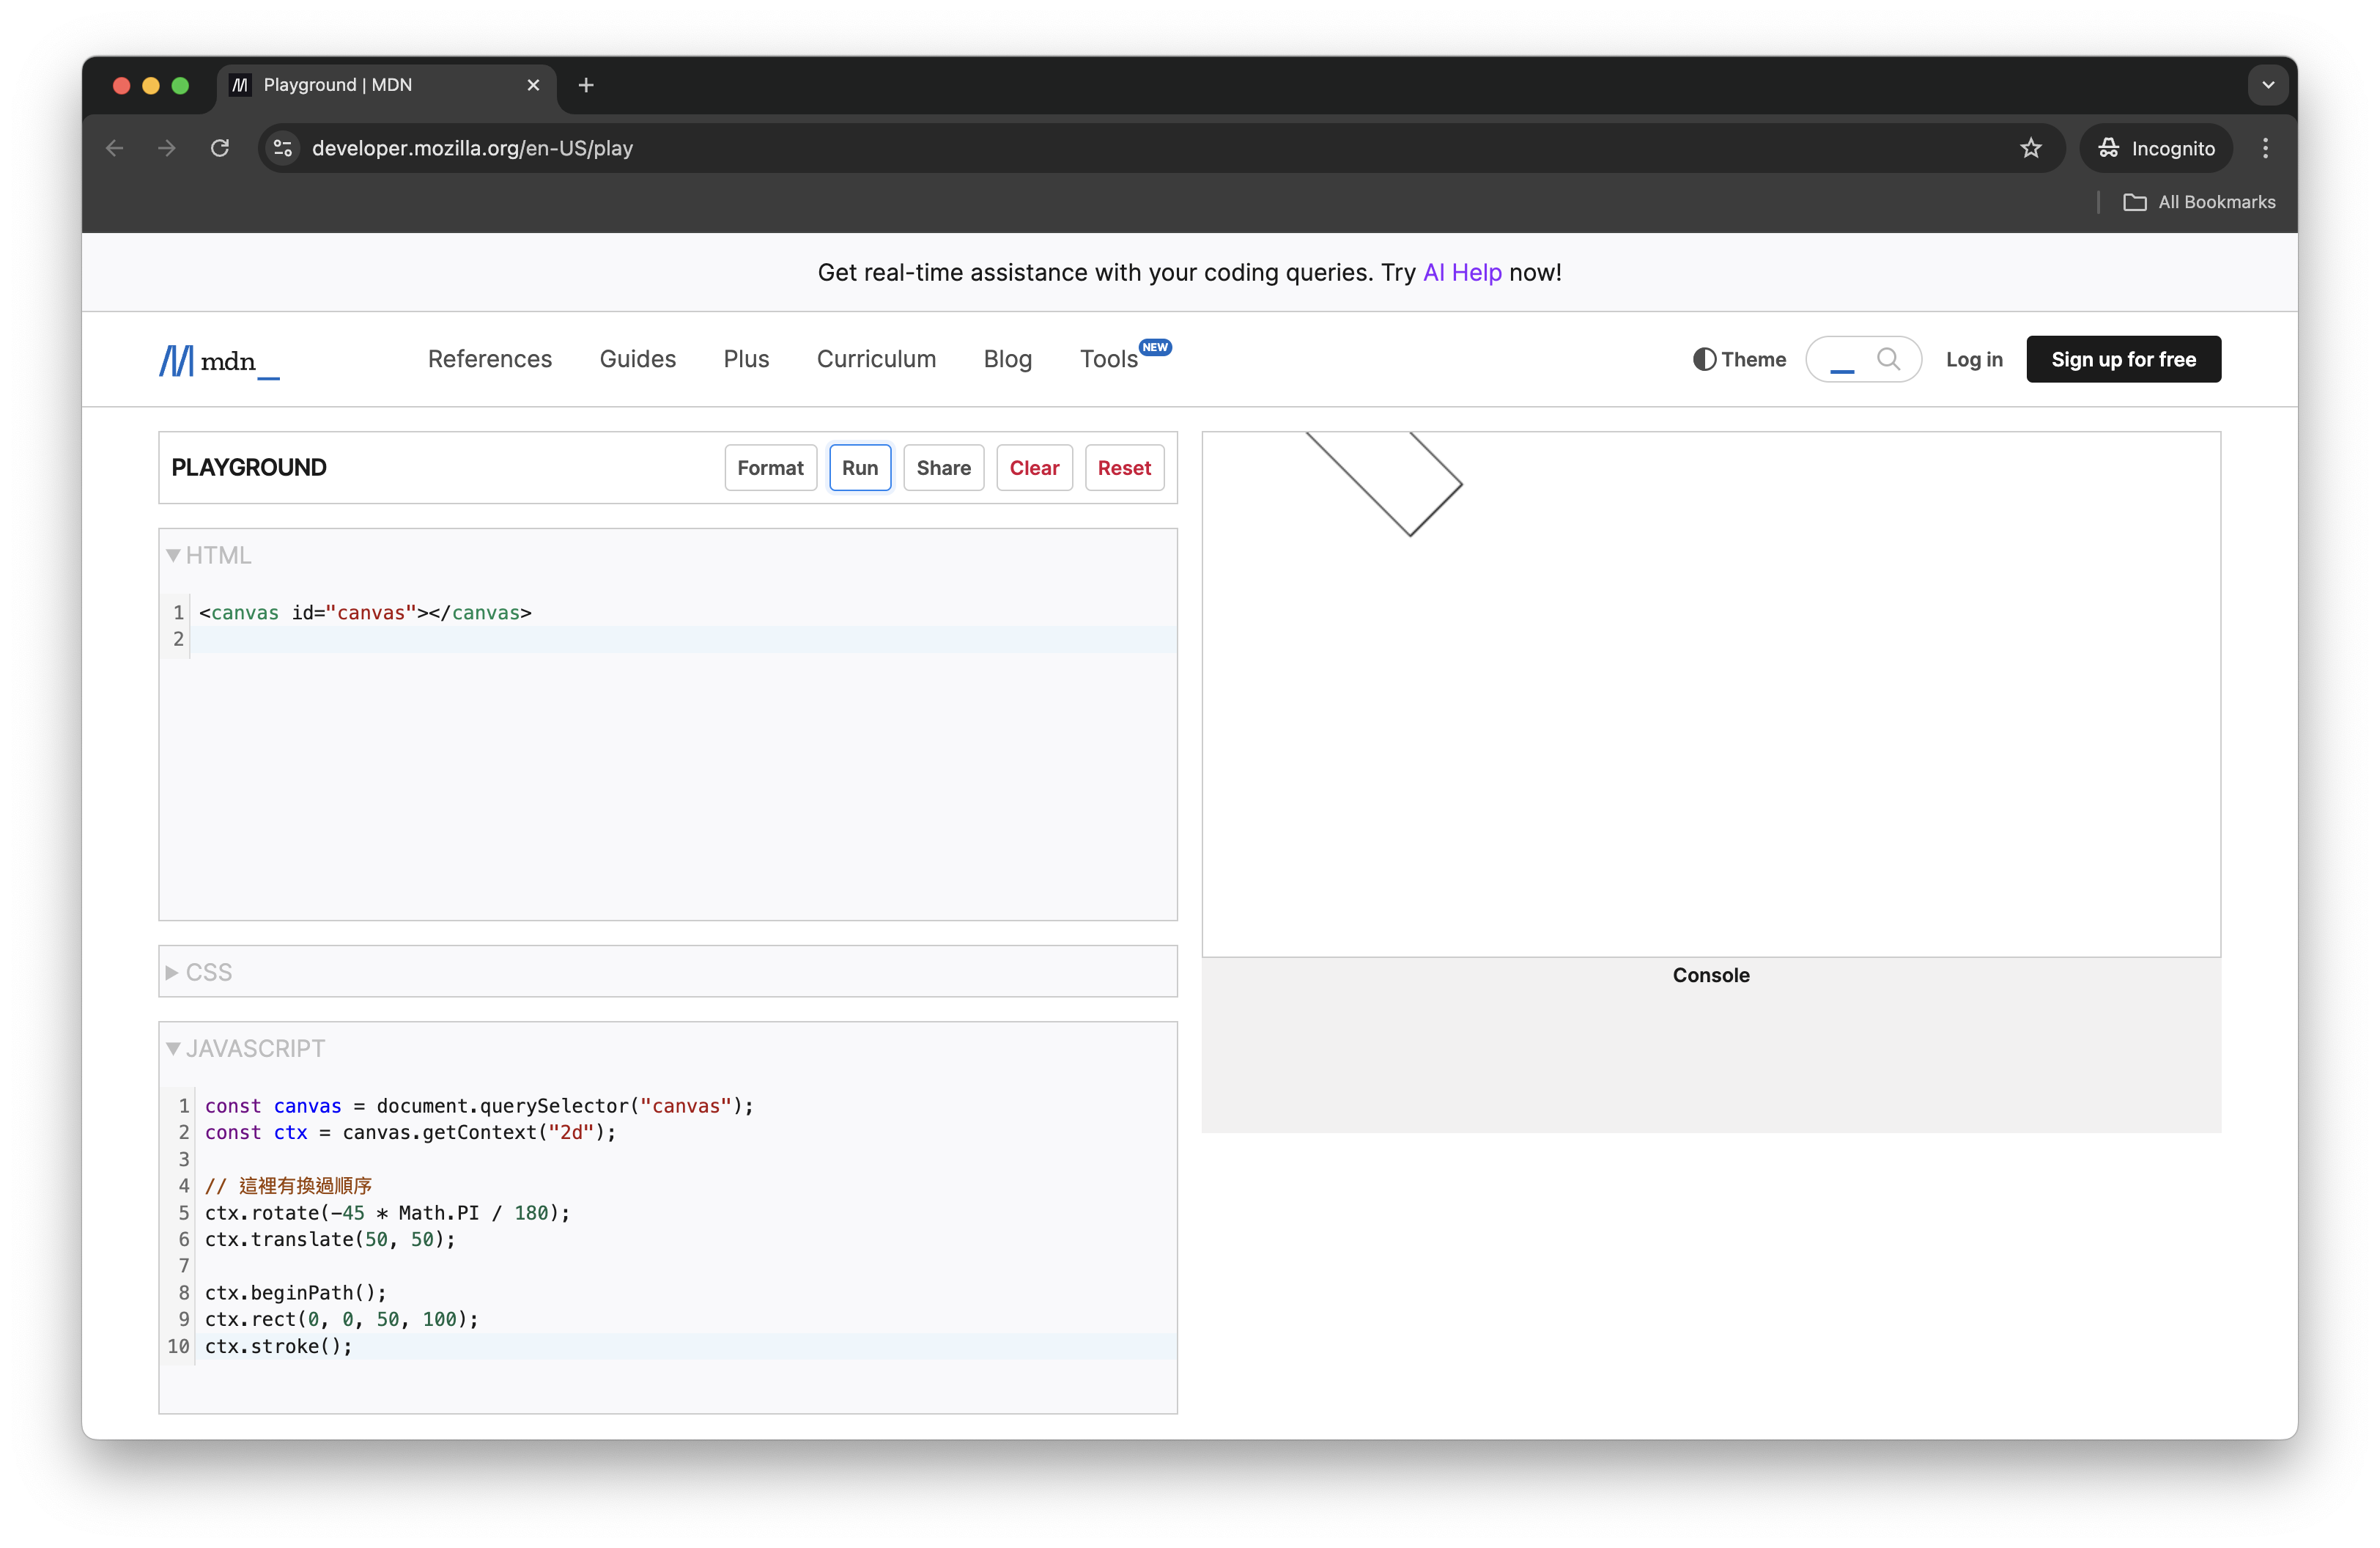 Playground | MDN
developer.mozilla.org/en-US/play
Incognito
All Bookmarks
Get real-time assistance with your coding queries. Try AI Help now!
mdn_
References Guides Plus Curriculum Blog Tools NEW
Theme Log in Sign up for free
PLAYGROUND
Format Run Share Clear Reset
HTML
1 <canvas id="canvas"></canvas>
2
CSS
JAVASCRIPT
1 const canvas = document.querySelector("canvas");
2 const ctx = canvas.getContext("2d");
3
4 // 這裡有換過順序
5 ctx.rotate(-45 * Math.PI / 180);
6 ctx.translate(50, 50);
7
8 ctx.beginPath();
9 ctx.rect(0, 0, 50, 100);
10 ctx.stroke();
Console